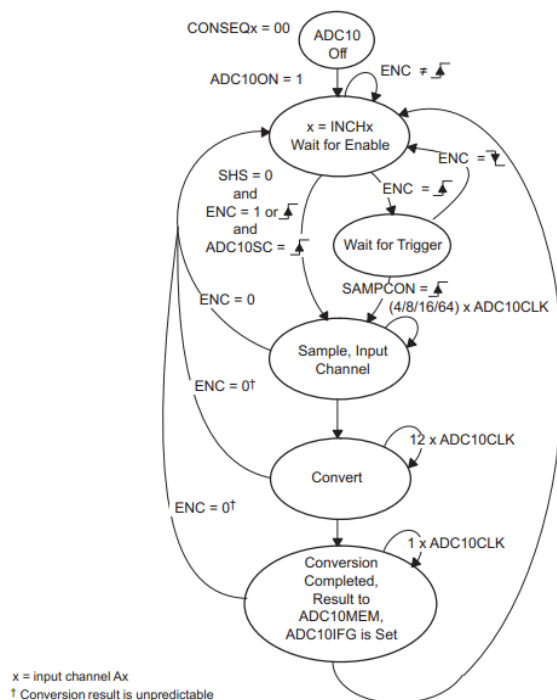 CONSEQx = 00
ADC10
Off
ADC10ON = 1
ENC ≠
x = INCHx
Wait for Enable
SHS = 0
and
ENC = 1 or
and
ADC10SC =
ENC =
ENC =
Wait for Trigger
SAMPCON =
(4/8/16/64) x ADC10CLK
ENC = 0
Sample, Input
Channel
ENC = 0†
12 x ADC10CLK
Convert
ENC = 0†
1 x ADC10CLK
Conversion
Completed,
Result to
ADC10MEM,
ADC10IFG is Set
x = input channel Ax
† Conversion result is unpredictable